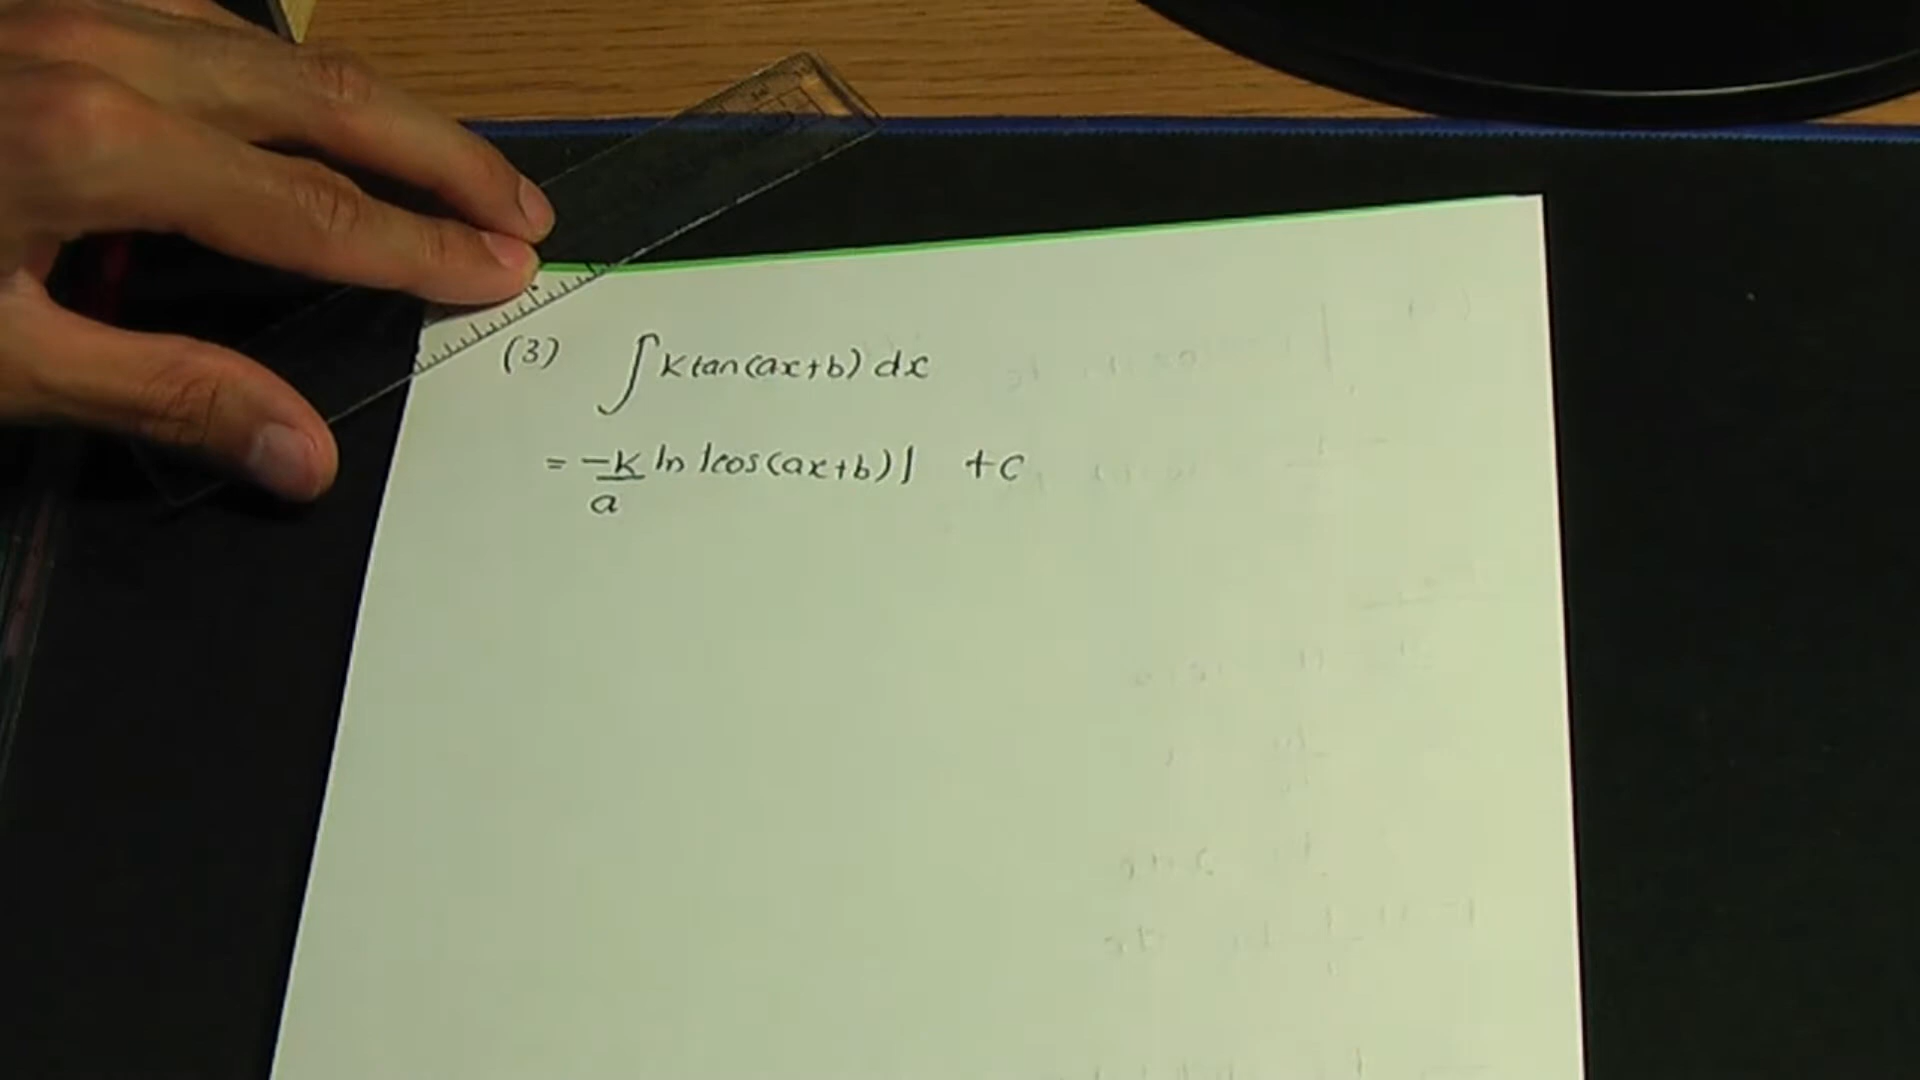 (3) ∫ k tan(ax+b) dx
= -k/a ln |cos(ax+b)| + c